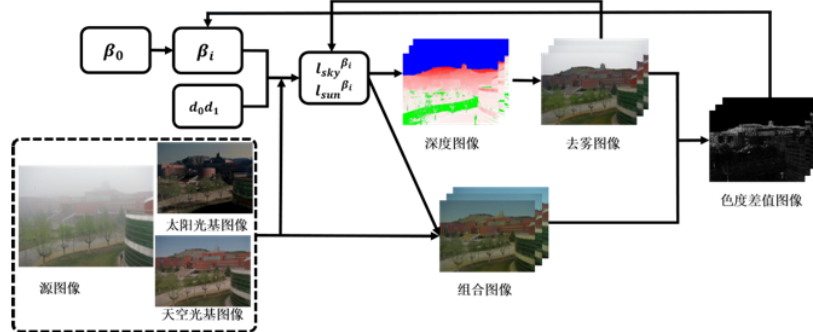 β₀
βᵢ
d₀d₁
l_sky^βᵢ
l_sun^βᵢ
深度图像
去雾图像
色度差值图像
太阳光基图像
源图像
天空光基图像
组合图像